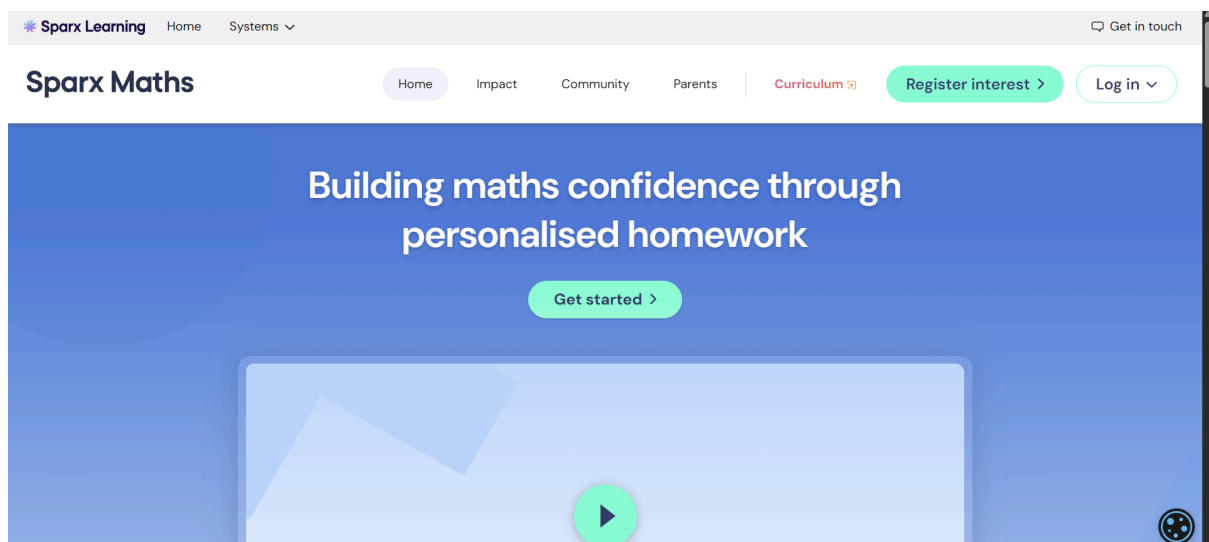 Sparx Learning Home Systems Get in touch
Sparx Maths Home Impact Community Parents Curriculum Register interest Log in
Building maths confidence through
personalised homework
Get started